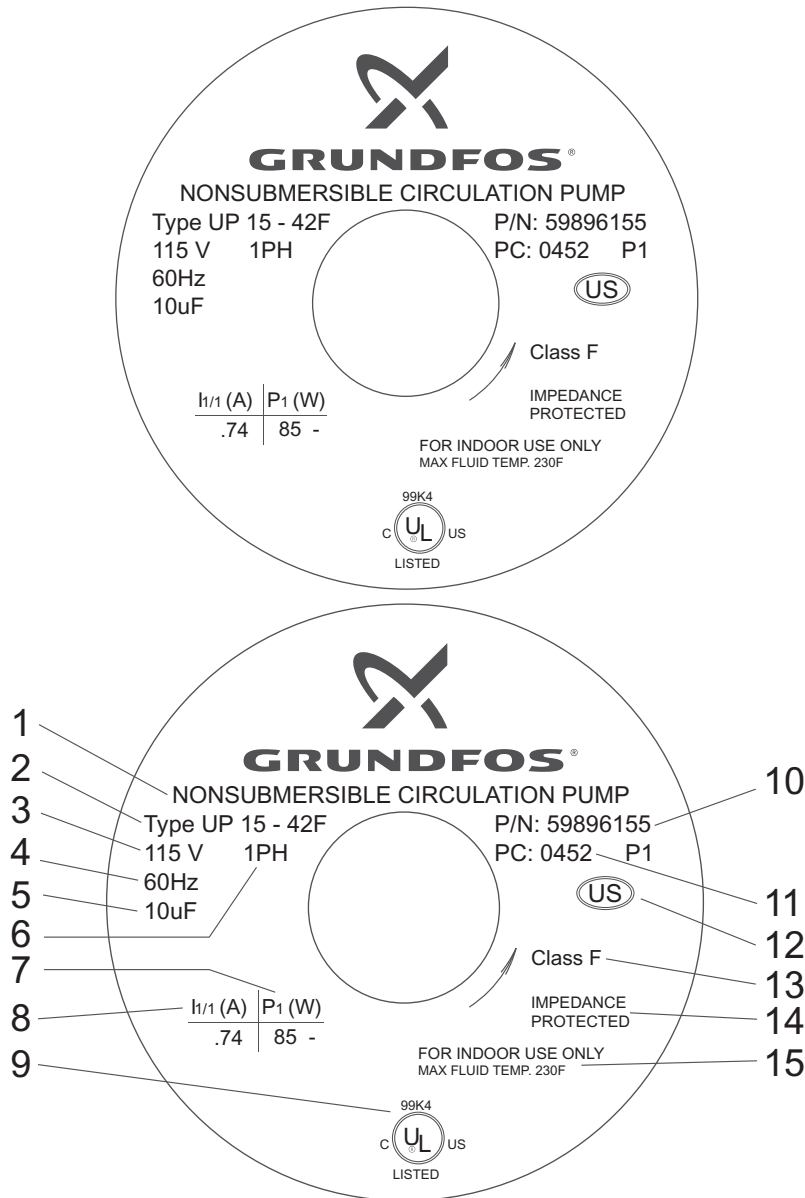 GRUNDFOS®
NONSUBMERSIBLE CIRCULATION PUMP
Type UP 15 - 42F
P/N: 59896155
115 V 1PH
PC: 0452 P1
60Hz
US
10uF
Class F
I1/1 (A) P1 (W)
.74 85 -
IMPEDANCE
PROTECTED
FOR INDOOR USE ONLY
MAX FLUID TEMP. 230F
99K4
C UL® US
LISTED
GRUNDFOS®
1
NONSUBMERSIBLE CIRCULATION PUMP
2
Type UP 15 - 42F
P/N: 59896155
10
3
115 V 1PH
PC: 0452 P1
4
60Hz
11
5
10uF
US
6
12
7
Class F
13
8
I1/1 (A) P1 (W)
.74 85 -
IMPEDANCE
PROTECTED
14
9
FOR INDOOR USE ONLY
MAX FLUID TEMP. 230F
15
99K4
C UL® US
LISTED